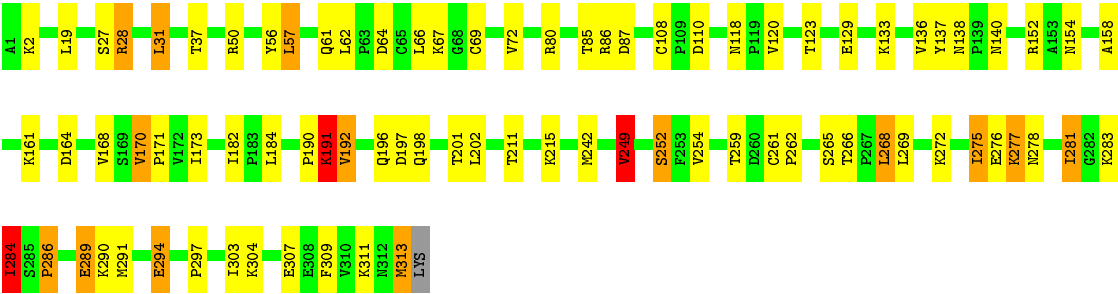 A1 K2 L19 S27 R28 L31 T37 R50 Y56 L57 Q61 L62 P63 D64 C65 L66 K67 G68 C69 V72 R80 T85 R86 D87 C108 P109 D110 N118 P119 V120 T123 E129 K133 V136 Y137 N138 P139 N140 R152 A153 N154 A158
K161 D164 V168 S169 V170 P171 V172 I173 I182 P183 L184 P190 K191 V192 Q196 D197 Q198 T201 L202 T211 K215 M242 V249 S252 F253 V254 T259 D260 C261 P262 S265 T266 P267 L268 L269 K272 I275 E276 K277 N278 I281 G282 K283
I284 S285 P286 E289 K290 M291 E294 P297 I303 K304 E307 E308 F309 V310 K311 N312 M313 LYS